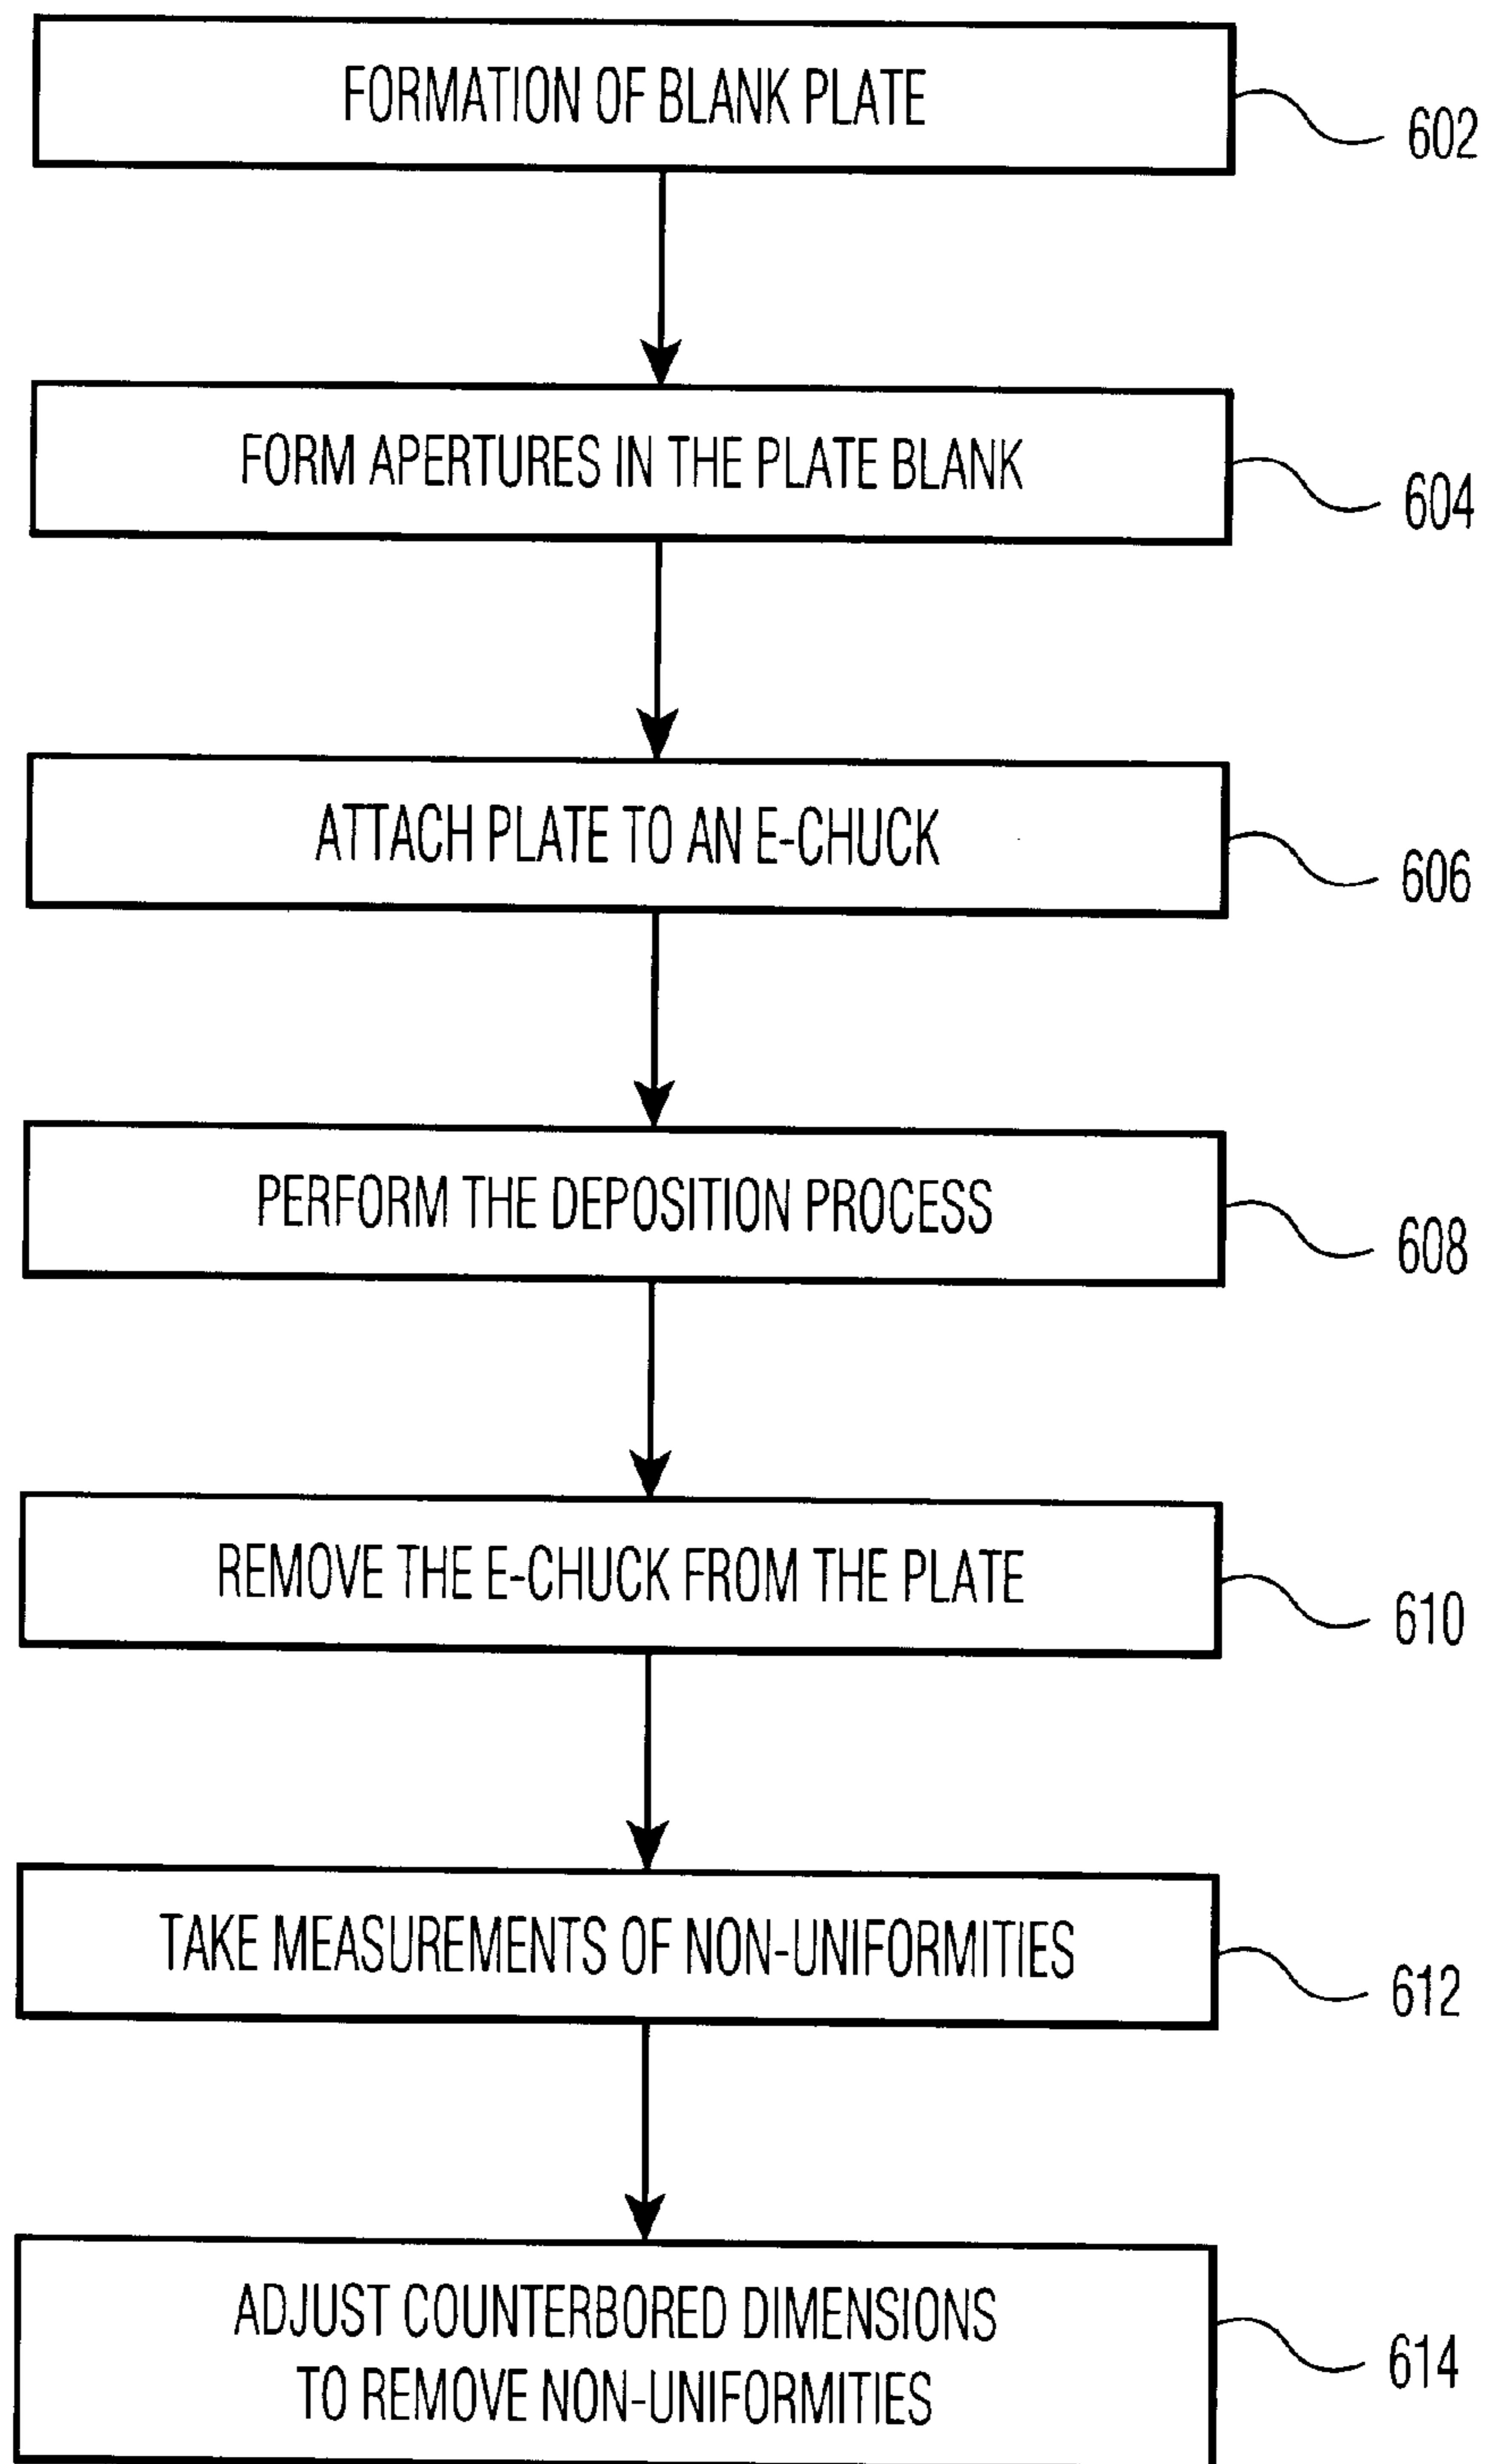 FORMATION OF BLANK PLATE
602
FORM APERTURES IN THE PLATE BLANK
604
ATTACH PLATE TO AN E-CHUCK
606
PERFORM THE DEPOSITION PROCESS
608
REMOVE THE E-CHUCK FROM THE PLATE
610
TAKE MEASUREMENTS OF NON-UNIFORMITIES
612
ADJUST COUNTERBORED DIMENSIONS
TO REMOVE NON-UNIFORMITIES
614